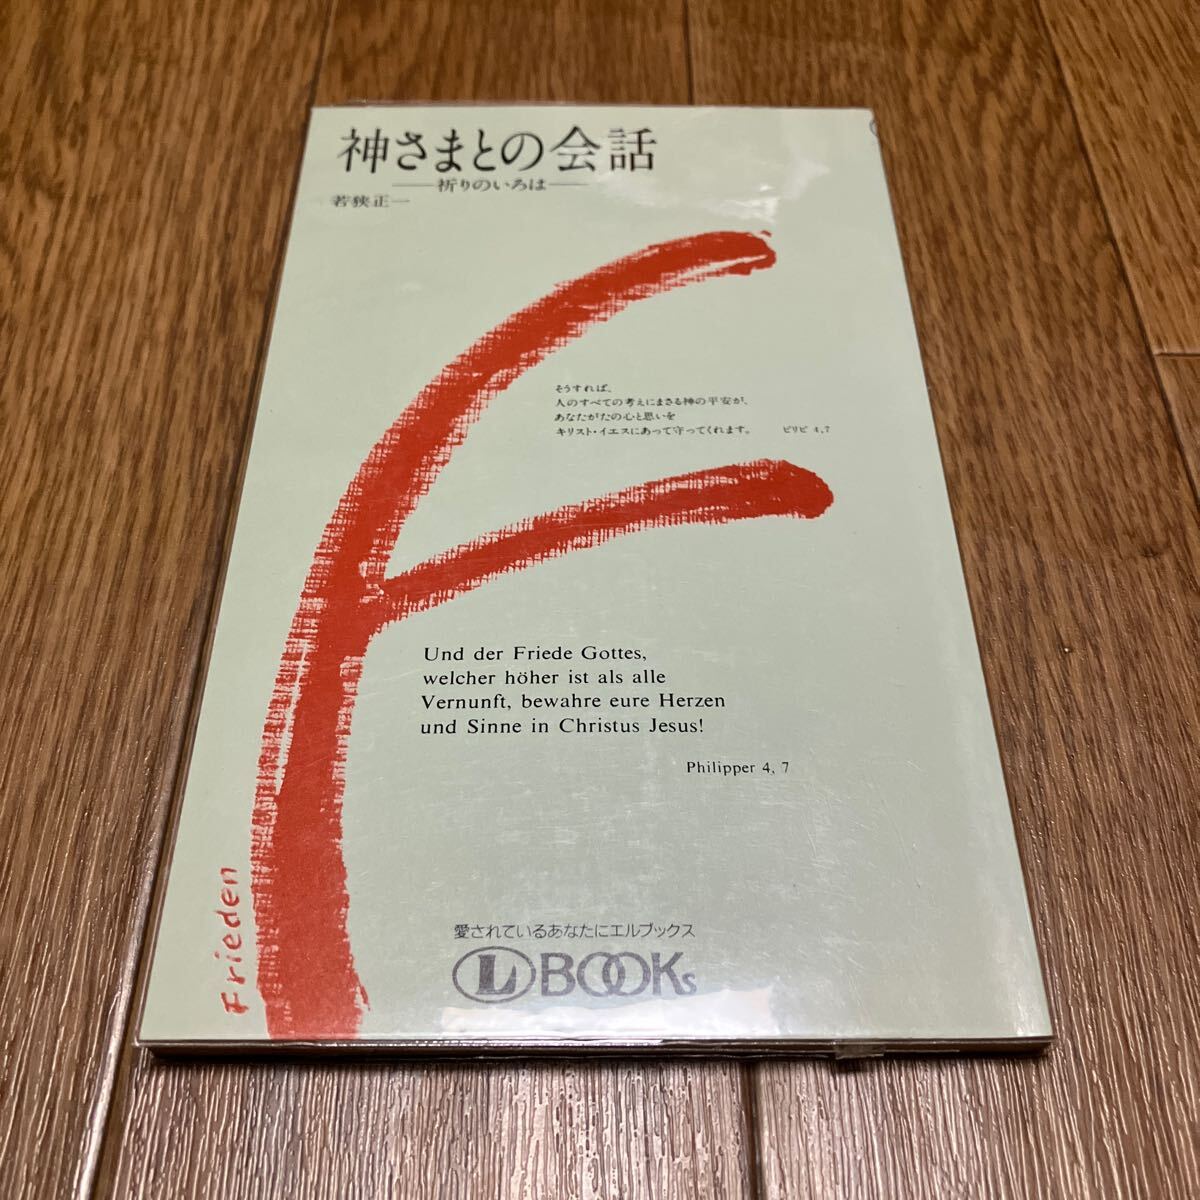 神さまとの会話
──祈りのいろは──
若狭正一
そうすれば、
人のすべての考えにまさる神の平安が、
あなたがたの心と思いを
キリスト・イエスにあって守ってくれます。 ピリピ 4,7
Und der Friede Gottes,
welcher höher ist als alle
Vernunft, bewahre eure Herzen
und Sinne in Christus Jesus!
Philipper 4, 7
Frieden
愛されているあなたにエルブックス
L BOOKs